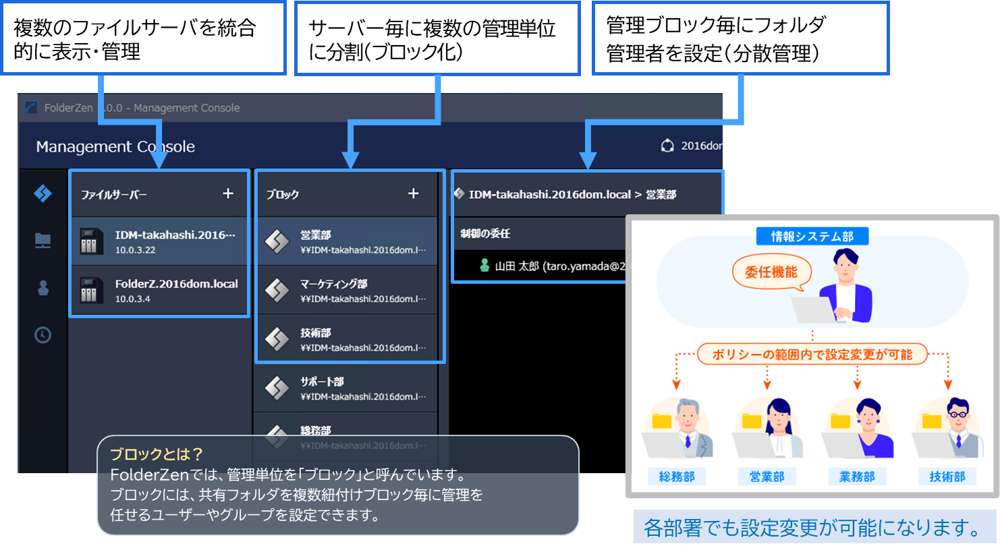 複数のファイルサーバを統合
的に表示・管理
サーバー毎に複数の管理単位
に分割(ブロック化)
管理ブロック毎にフォルダ
管理者を設定(分散管理)
FolderZen .0.0 - Management Console
Management Console
2016dor
ファイルサーバー +
IDM-takahashi.2016…
10.0.3.22
FolderZ.2016dom.local
10.0.3.4
ブロック +
営業部
¥¥IDM-takahashi.2016dom.l…
マーケティング部
¥¥IDM-takahashi.2016dom.l…
技術部
¥¥IDM-takahashi.2016dom.l…
サポート部
¥¥IDM-takahashi.2016dom.l…
総務部
¥¥IDM-takahashi.2016dom.l…
IDM-takahashi.2016dom.local > 営業部
制御の委任
山田 太郎 (taro.yamada@2
情報システム部
委任機能
ポリシーの範囲内で設定変更が可能
総務部
営業部
業務部
技術部
ブロックとは?
FolderZenでは、管理単位を「ブロック」と呼んでいます。
ブロックには、共有フォルダを複数紐付けブロック毎に管理を
任せるユーザーやグループを設定できます。
各部署でも設定変更が可能になります。